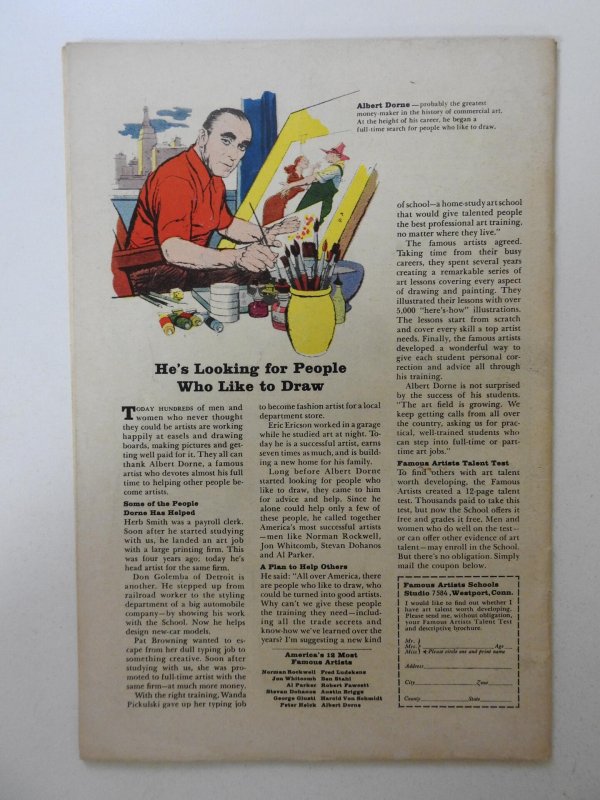 Albert Dorne — probably the greatest
money-maker in the history of commercial art.
At the height of his career, he began a
full-time search for people who like to draw.
He's Looking for People
Who Like to Draw
TODAY HUNDREDS of men and
women who never thought
they could be artists are working
happily at easels and drawing
boards, making pictures and get-
ting well paid for it. They all can
thank Albert Dorne, a famous
artist who devotes almost his full
time to helping other people be-
come artists.
Some of the People
Dorne Has Helped
Herb Smith was a payroll clerk.
Soon after he started studying
with us, he landed an art job
with a large printing firm. This
was four years ago; today he's
head artist for the same firm.
Don Golemba of Detroit is
another. He stepped up from
railroad worker to the styling
department of a big automobile
company—by showing his work
with the School. Now he helps
design new-car models.
Pat Browning wanted to es-
cape from her dull typing job to
something creative. Soon after
studying with us, she was pro-
moted to full-time artist with the
same firm—at much more money.
With the right training, Wanda
Pickulski gave up her typing job
to become fashion artist for a local
department store.
Eric Ericson worked in a garage
while he studied art at night. To-
day he is a successful artist, earns
seven times as much, and is build-
ing a new home for his family.
Long before Albert Dorne
started looking for people who
like to draw, they came to him
for advice and help. Since he
alone could help only a few of
these people, he called together
America's most successful artists
—men like Norman Rockwell,
Jon Whitcomb, Stevan Dohanos
and Al Parker.
A Plan to Help Others
He said: "All over America, there
are people who like to draw, who
could be turned into good artists.
Why can't we give these people
the training they need—includ-
ing all the trade secrets and
know-how we've learned over the
years? I'm suggesting a new kind
America's 12 Most
Famous Artists
Norman Rockwell Fred Ludekens
Jon Whitcomb Ben Stahl
Al Parker Robert Fawcett
Stevan Dohanos Austin Briggs
George Giusti Harold Von Schmidt
Peter Helck Albert Dorne
of school—a home-study art school
that would give talented people
the best professional art training,
no matter where they live."
The famous artists agreed.
Taking time from their busy
careers, they spent several years
creating a remarkable series of
art lessons covering every aspect
of drawing and painting. They
illustrated their lessons with over
5,000 "here's-how" illustrations.
The lessons start from scratch
and cover every skill a top artist
needs. Finally, the famous artists
developed a wonderful way to
give each student personal cor-
rection and advice all through
his training.
Albert Dorne is not surprised
by the success of his students.
"The art field is growing. We
keep getting calls from all over
the country, asking us for prac-
tical, well-trained students who
can step into full-time or part-
time art jobs."
Famous Artists Talent Test
To find others with art talent
worth developing, the Famous
Artists created a 12-page talent
test. Thousands paid to take this
test, but now the School offers it
free and grades it free. Men and
women who do well on the test—
or can offer other evidence of art
talent—may enroll in the School.
But there's no obligation. Simply
mail the coupon below.
Famous Artists Schools
Studio 7584, Westport, Conn.
I would like to find out whether I
have art talent worth developing.
Please send me, without obligation,
your Famous Artists Talent Test
and descriptive brochure.
Mr.
Mrs. Age
Miss Please circle one and print name
Address
City Zone
County State